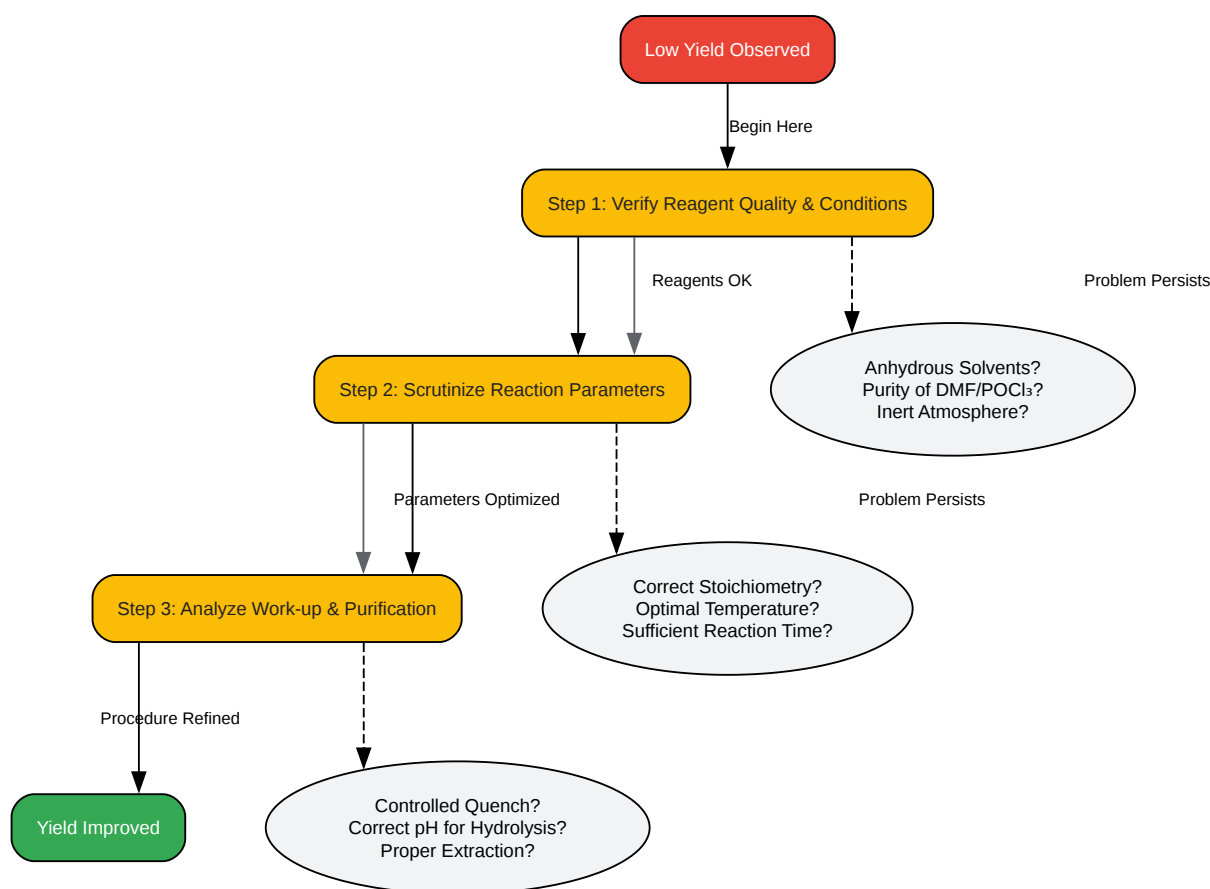 Low Yield Observed
Begin Here
Step 1: Verify Reagent Quality & Conditions
Reagents OK
Problem Persists
Anhydrous Solvents?
Purity of DMF/POCl₃?
Inert Atmosphere?
Step 2: Scrutinize Reaction Parameters
Parameters Optimized
Problem Persists
Correct Stoichiometry?
Optimal Temperature?
Sufficient Reaction Time?
Step 3: Analyze Work-up & Purification
Procedure Refined
Controlled Quench?
Correct pH for Hydrolysis?
Proper Extraction?
Yield Improved